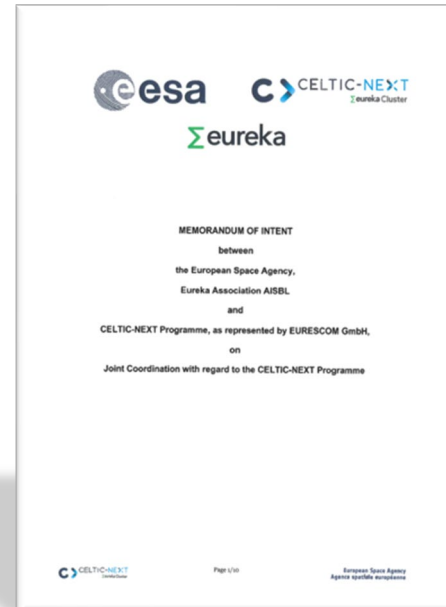 esa
CELTIC-NEXT
Σeureka Cluster
Σeureka
MEMORANDUM OF INTENT
between
the European Space Agency,
Eureka Association AISBL
and
CELTIC-NEXT Programme, as represented by EURESCOM GmbH,
on
Joint Coordination with regard to the CELTIC-NEXT Programme
CELTIC-NEXT
Page 1/10
European Space Agency
Agence spatiale européenne